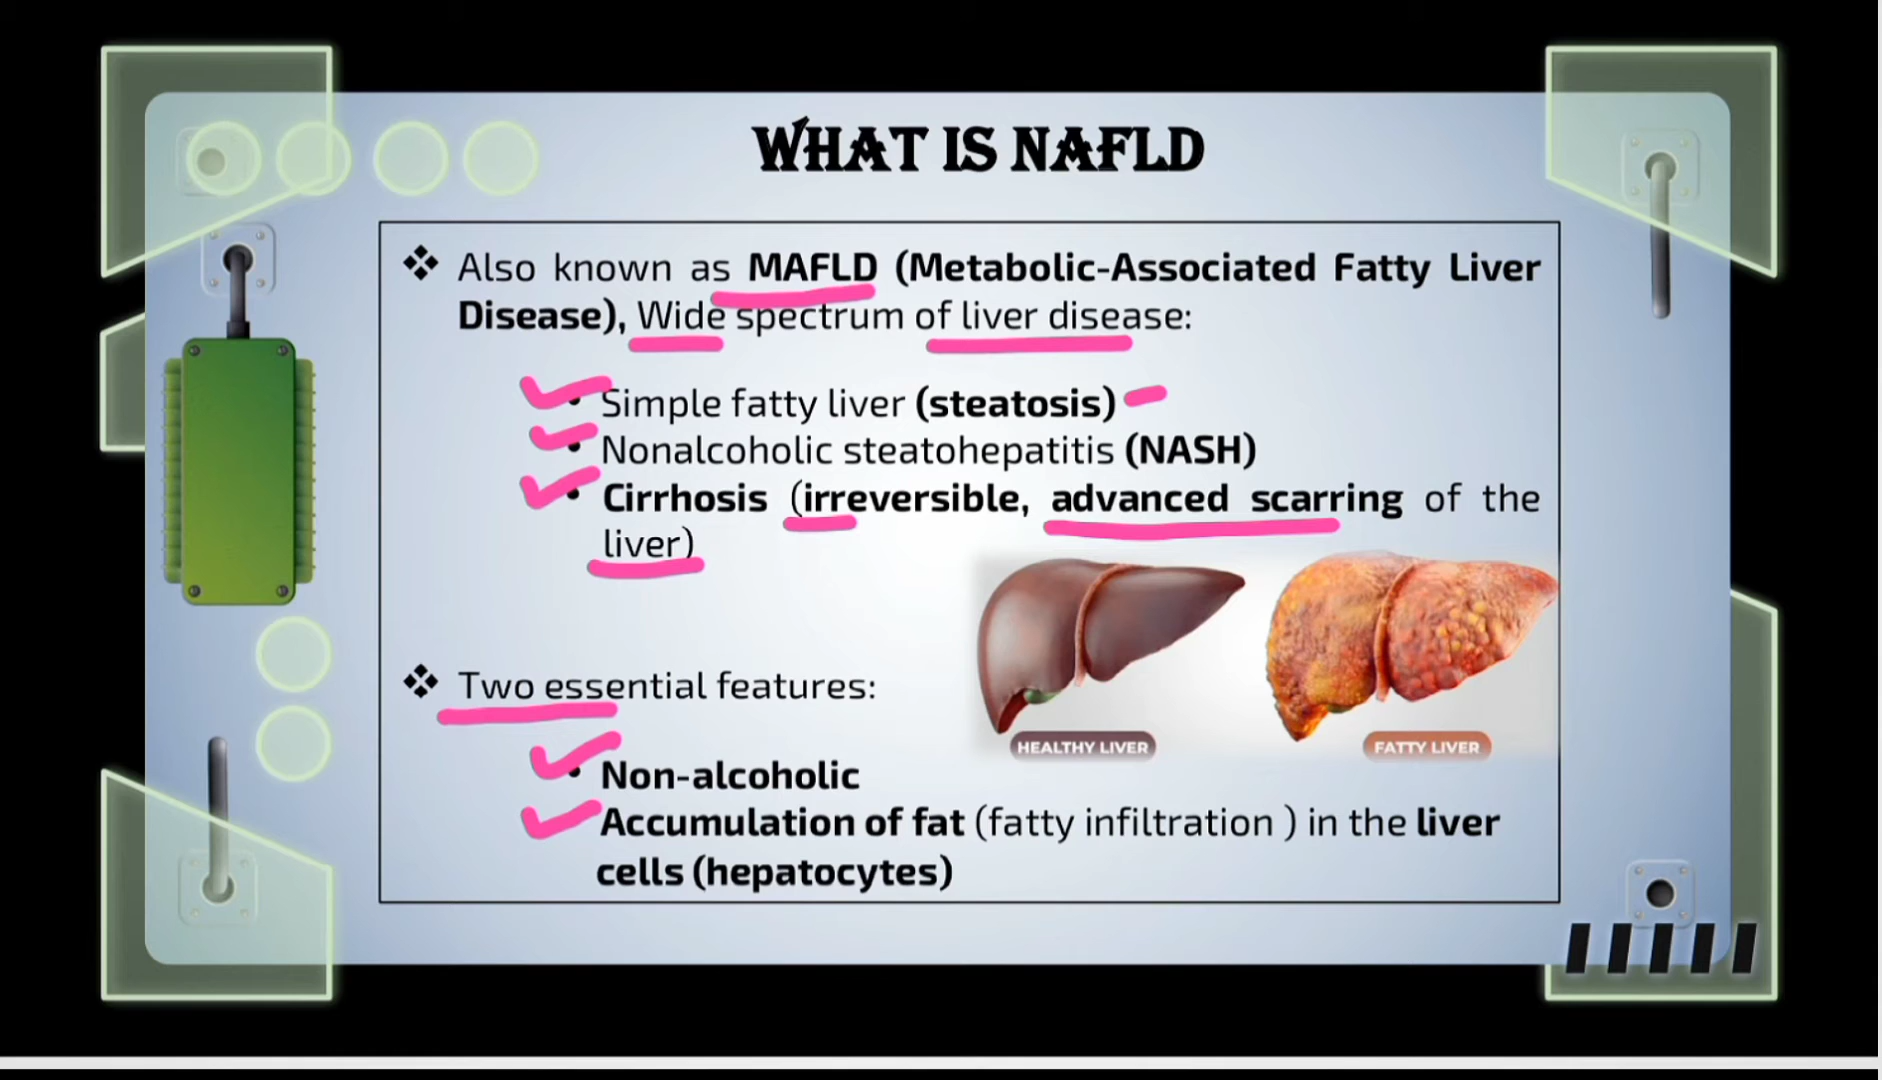 WHAT IS NAFLD
Also known as MAFLD (Metabolic-Associated Fatty Liver
Disease), Wide spectrum of liver disease:
• Simple fatty liver (steatosis)
• Nonalcoholic steatohepatitis (NASH)
• Cirrhosis (irreversible, advanced scarring of the
liver)
HEALTHY LIVER
FATTY LIVER
Two essential features:
• Non-alcoholic
Accumulation of fat (fatty infiltration ) in the liver
cells (hepatocytes)